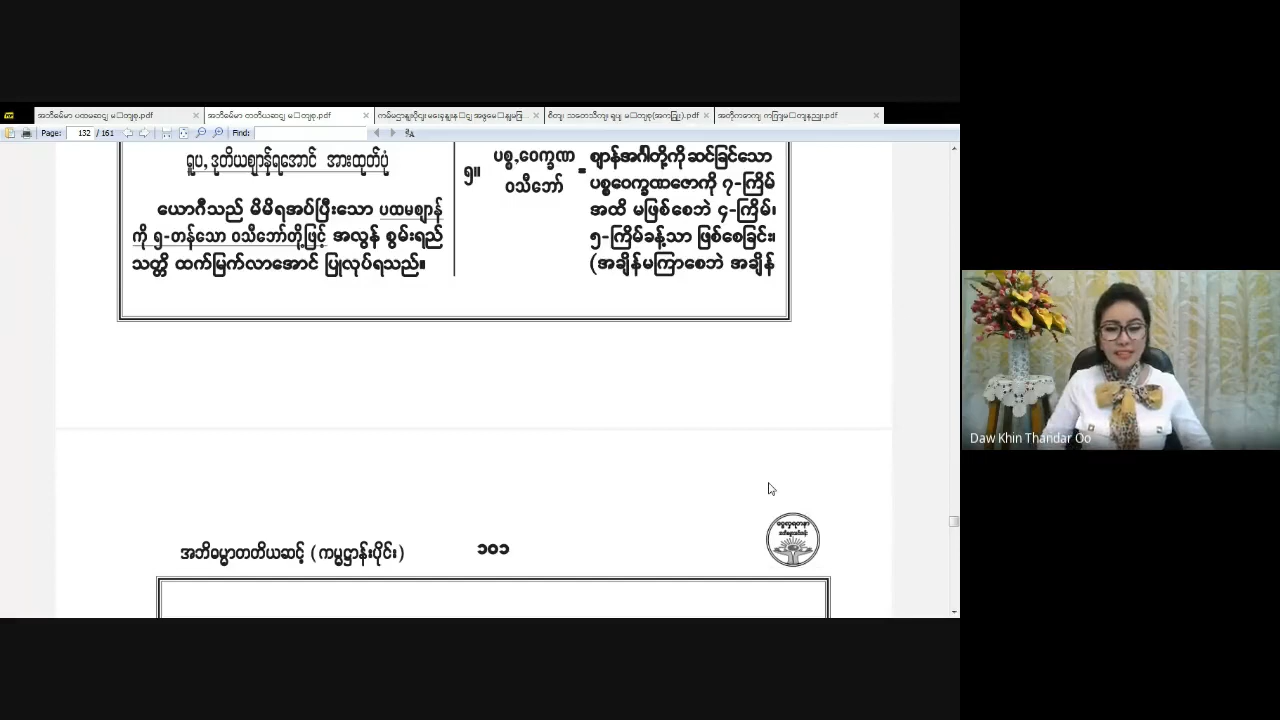 Page: 132 / 161 Find:
ရူပ, ဒုတိယဈာန်ရအောင် အားထုတ်ပုံ
ယောဂီသည် မိမိရအပ်ပြီးသော ပထမဈာန်
ကို ၅-တန်သော ဝသီဘော်တို့ဖြင့် အလွန် စွမ်းရည်
သတ္တိ ထက်မြက်လာအောင် ပြုလုပ်ရသည်။
၅။ ပစ္စ,ဝေက္ခဏ
ဝသီဘော်
=
ဈာန်အင်္ဂါတို့ကို ဆင်ခြင်သော
ပစ္စဝေက္ခဏဇောကို ၇-ကြိမ်
အထိ မဖြစ်စေဘဲ ၄-ကြိမ်၊
၅-ကြိမ်ခန့်သာ ဖြစ်စေခြင်း၊
(အချိန်မကြာစေဘဲ အချိန်
အဘိဓမ္မာတတိယဆင့် (ကမ္မဋ္ဌာန်းပိုင်း)
၁၀၁
Daw Khin Thandar Oo